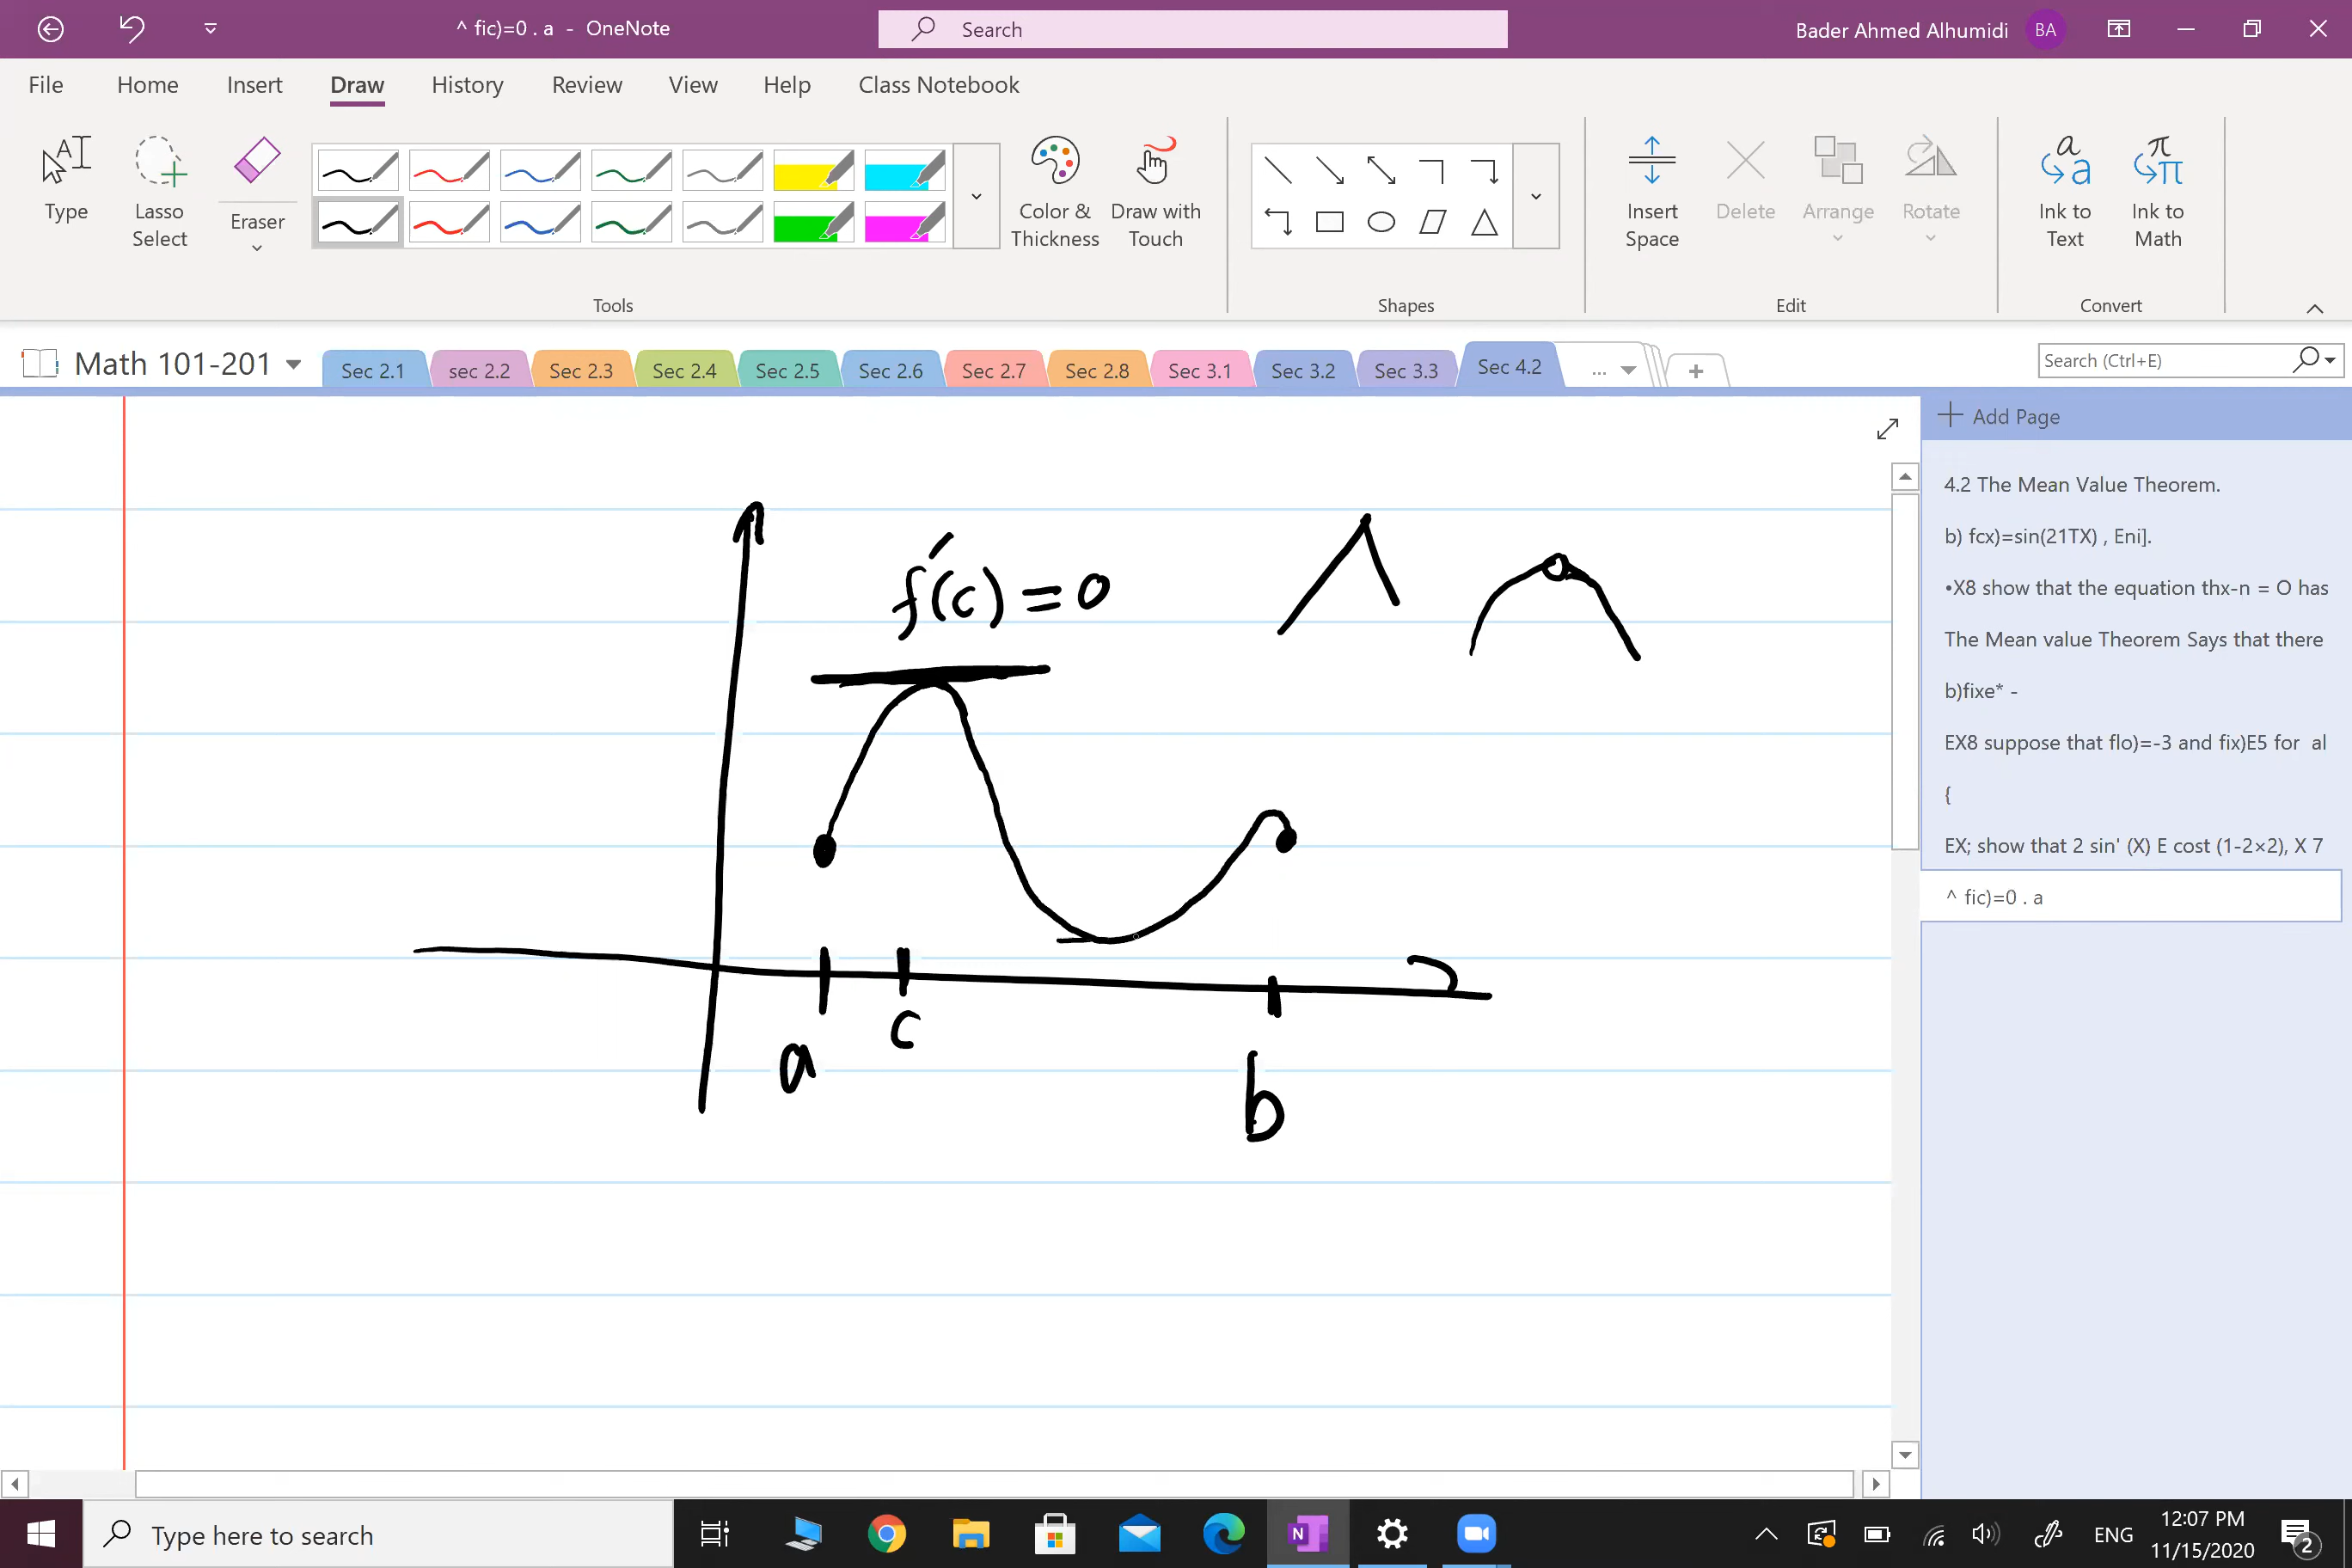 ^ fic)=0 . a - OneNote
Search
Bader Ahmed Alhumidi
BA
File
Home
Insert
Draw
History
Review
View
Help
Class Notebook
Type
Lasso Select
Eraser
Color & Thickness
Draw with Touch
Insert Space
Delete
Arrange
Rotate
Ink to Text
Ink to Math
Tools
Shapes
Edit
Convert
Math 101-201
Sec 2.1
sec 2.2
Sec 2.3
Sec 2.4
Sec 2.5
Sec 2.6
Sec 2.7
Sec 2.8
Sec 3.1
Sec 3.2
Sec 3.3
Sec 4.2
...
Search (Ctrl+E)
Add Page
4.2 The Mean Value Theorem.
b) fcx)=sin(21TX) , Eni].
•X8 show that the equation thx-n = O has
The Mean value Theorem Says that there
b)fixe* -
EX8 suppose that flo)=-3 and fix)E5 for al
{
EX; show that 2 sin' (X) E cost (1-2×2), X 7
^ fic)=0 . a
f′(c) = 0
a
c
b
Type here to search
ENG
12:07 PM
11/15/2020
2